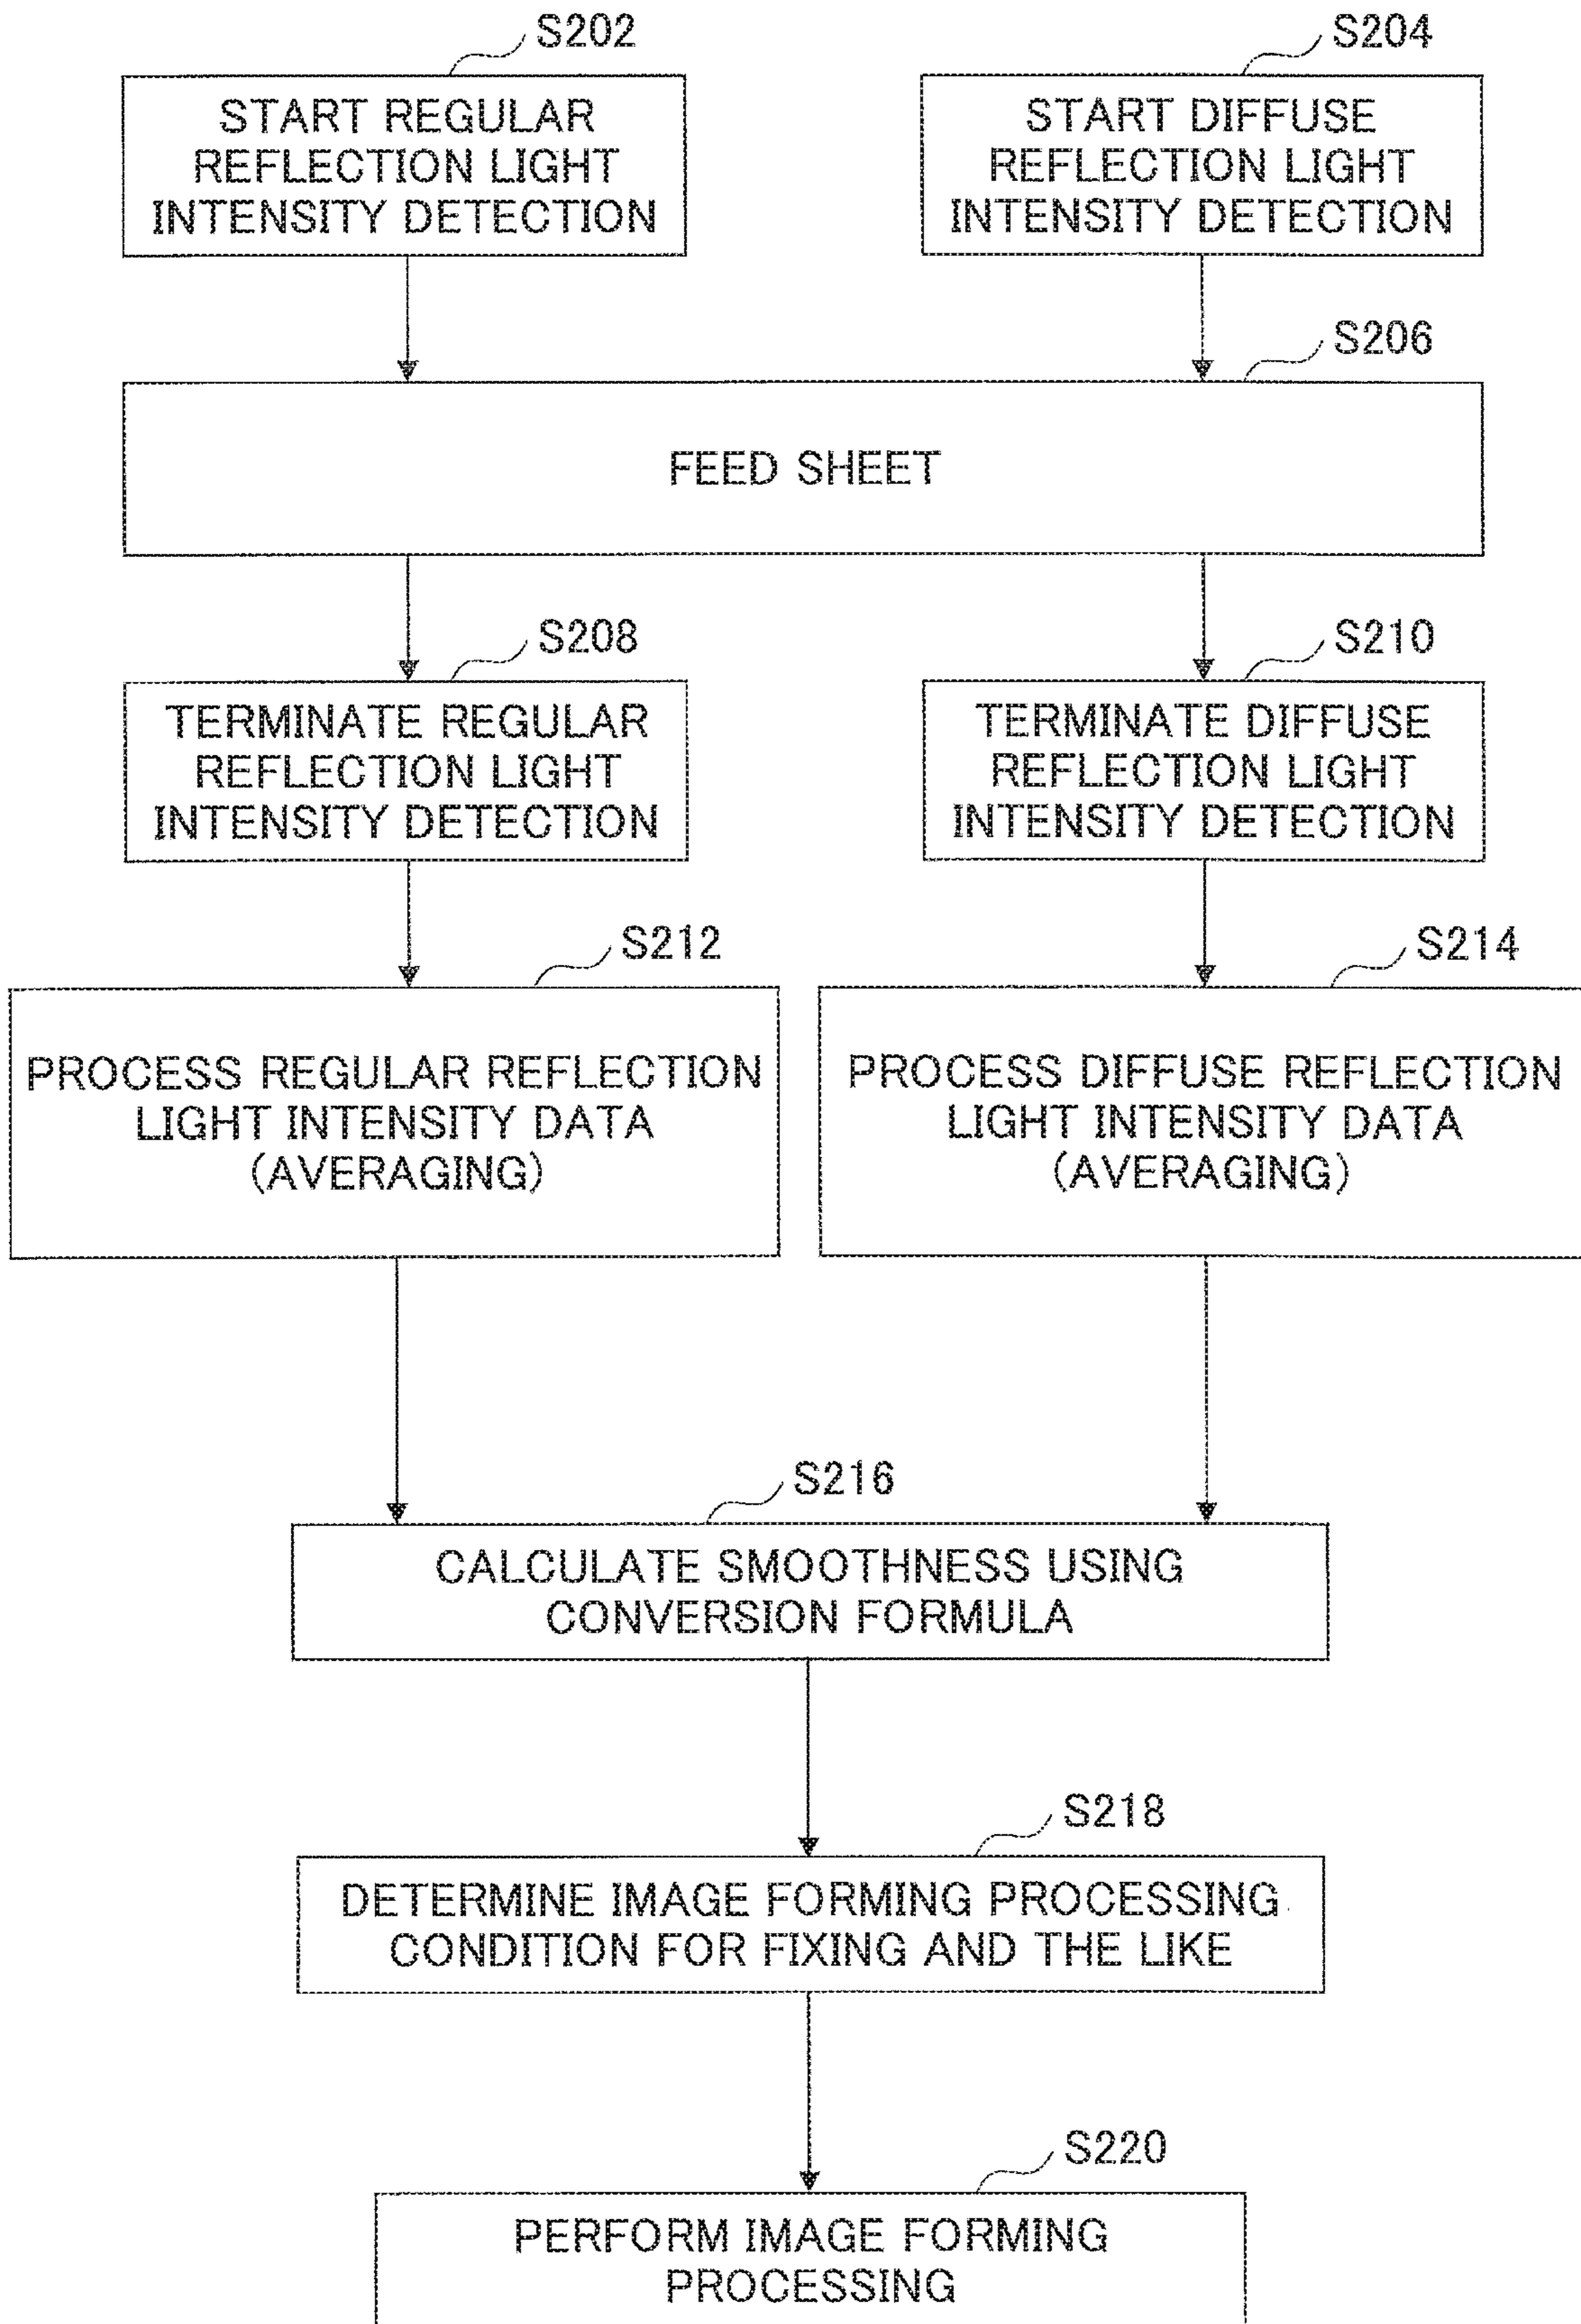 S202
START REGULAR
REFLECTION LIGHT
INTENSITY DETECTION
S204
START DIFFUSE
REFLECTION LIGHT
INTENSITY DETECTION
S206
FEED SHEET
S208
TERMINATE REGULAR
REFLECTION LIGHT
INTENSITY DETECTION
S210
TERMINATE DIFFUSE
REFLECTION LIGHT
INTENSITY DETECTION
S212
PROCESS REGULAR REFLECTION
LIGHT INTENSITY DATA
(AVERAGING)
S214
PROCESS DIFFUSE REFLECTION
LIGHT INTENSITY DATA
(AVERAGING)
S216
CALCULATE SMOOTHNESS USING
CONVERSION FORMULA
S218
DETERMINE IMAGE FORMING PROCESSING
CONDITION FOR FIXING AND THE LIKE
S220
PERFORM IMAGE FORMING
PROCESSING